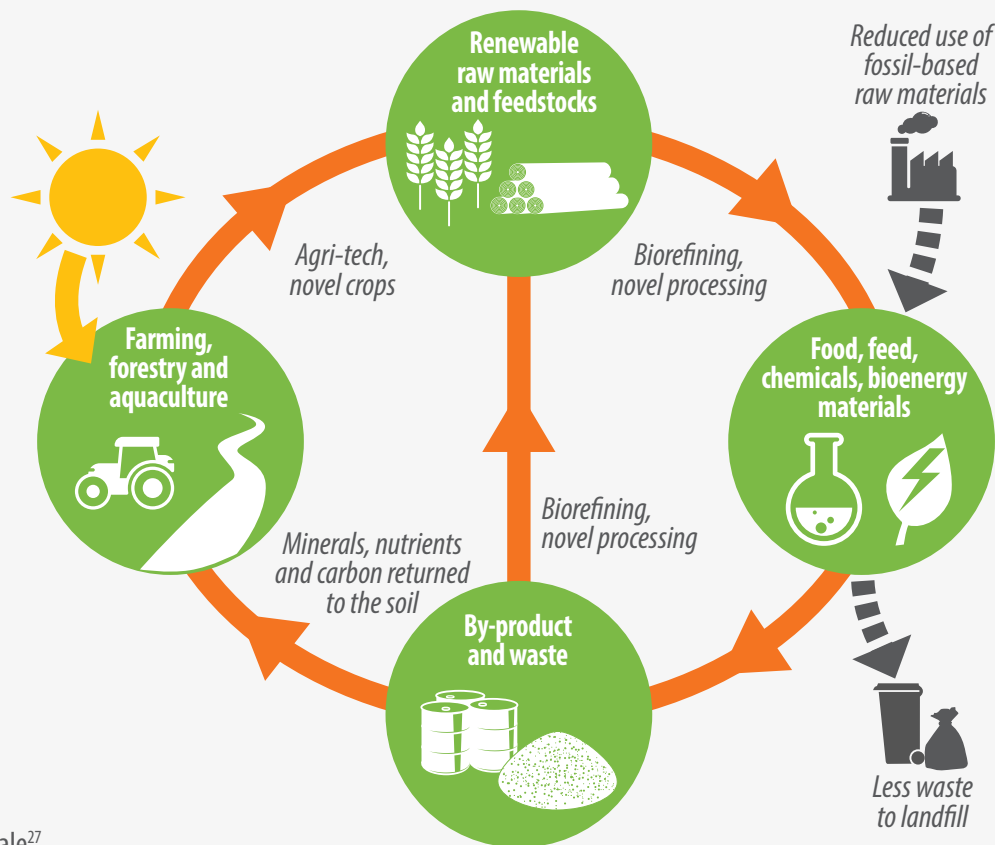 Renewable
raw materials
and feedstocks
Reduced use of
fossil-based
raw materials
Agri-tech,
novel crops
Biorefining,
novel processing
Farming,
forestry and
aquaculture
Food, feed,
chemicals, bioenergy
materials
Minerals, nutrients
and carbon returned
to the soil
Biorefining,
novel processing
By-product
and waste
Less waste
to landfill
ale27